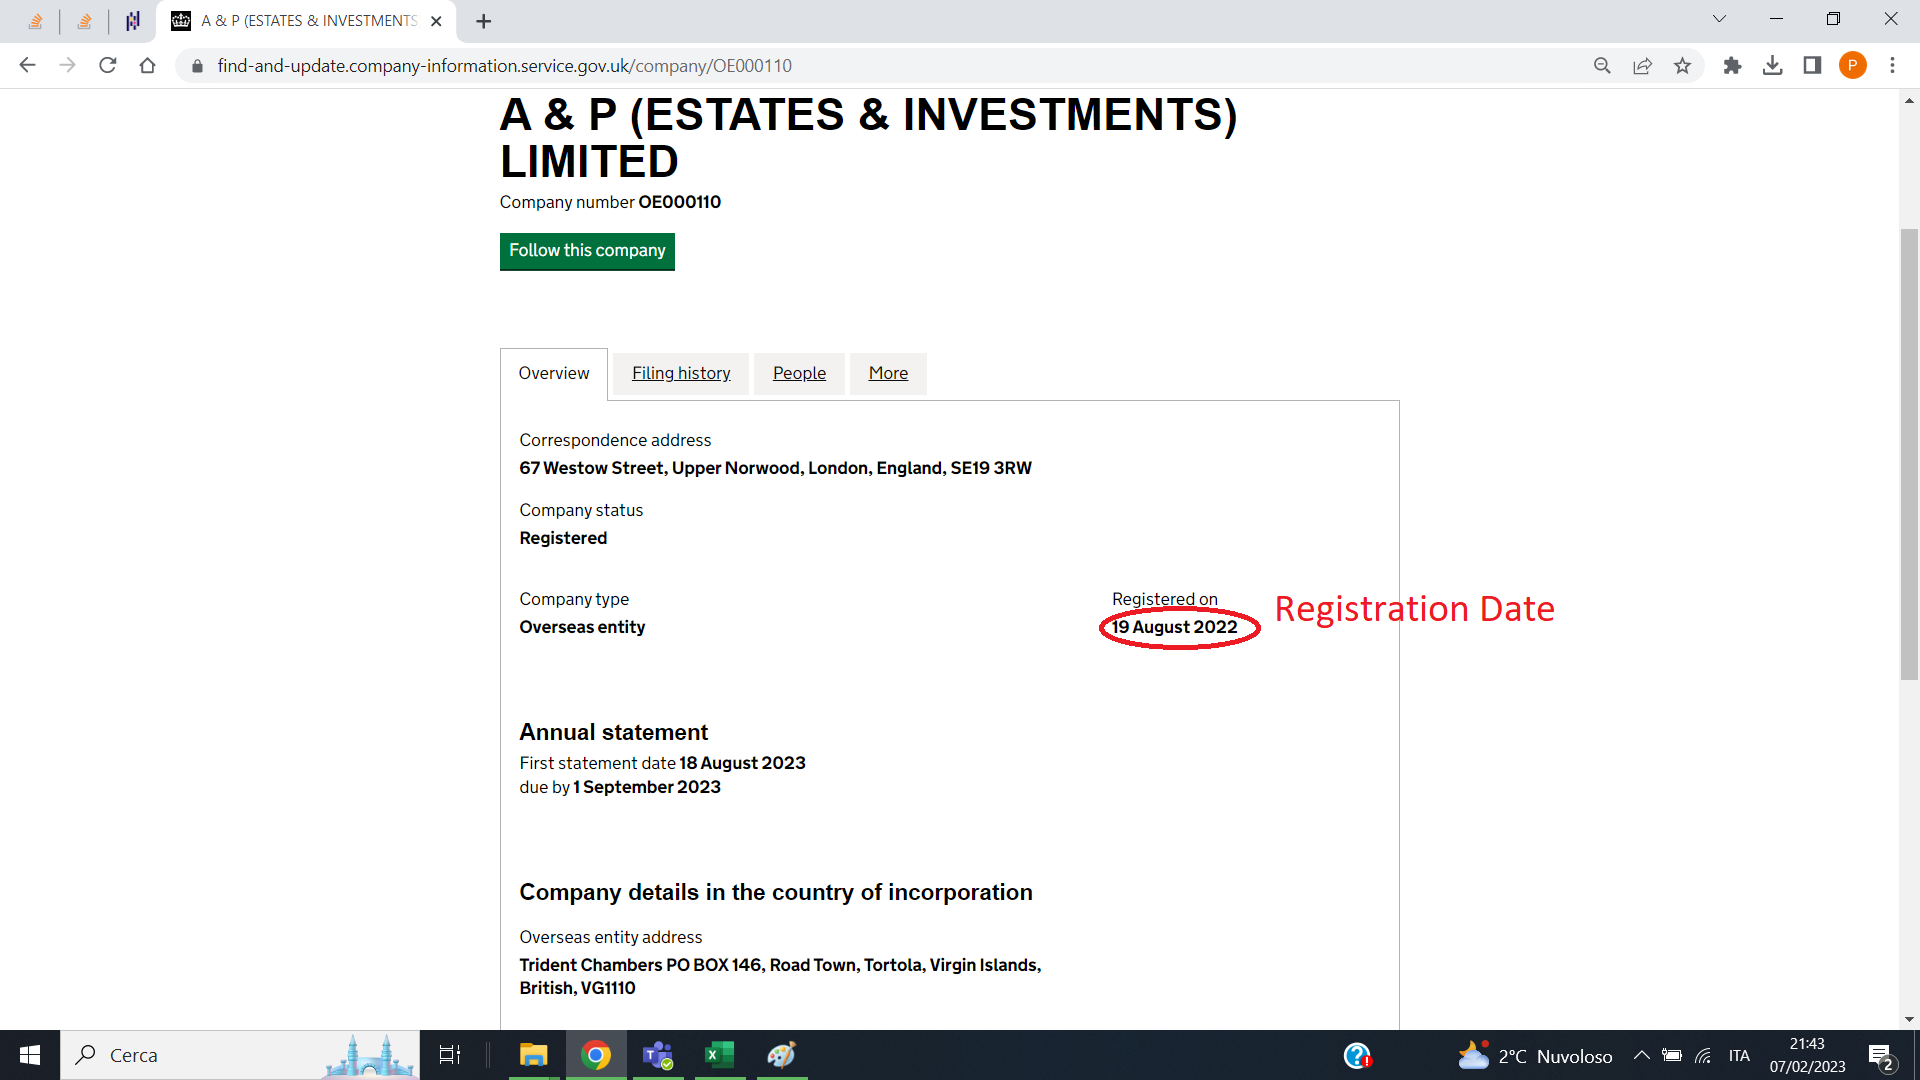 A & P (ESTATES & INVESTMENTS
find-and-update.company-information.service.gov.uk/company/OE000110
P
A & P (ESTATES & INVESTMENTS)
LIMITED
Company number OE000110
Follow this company
Overview Filing history People More
Correspondence address
67 Westow Street, Upper Norwood, London, England, SE19 3RW
Company status
Registered
Company type Registered on
Registration Date
Overseas entity 19 August 2022
Annual statement
First statement date 18 August 2023
due by 1 September 2023
Company details in the country of incorporation
Overseas entity address
Trident Chambers PO BOX 146, Road Town, Tortola, Virgin Islands,
British, VG1110
Cerca
2°C Nuvoloso
ITA
21:43
07/02/2023
2